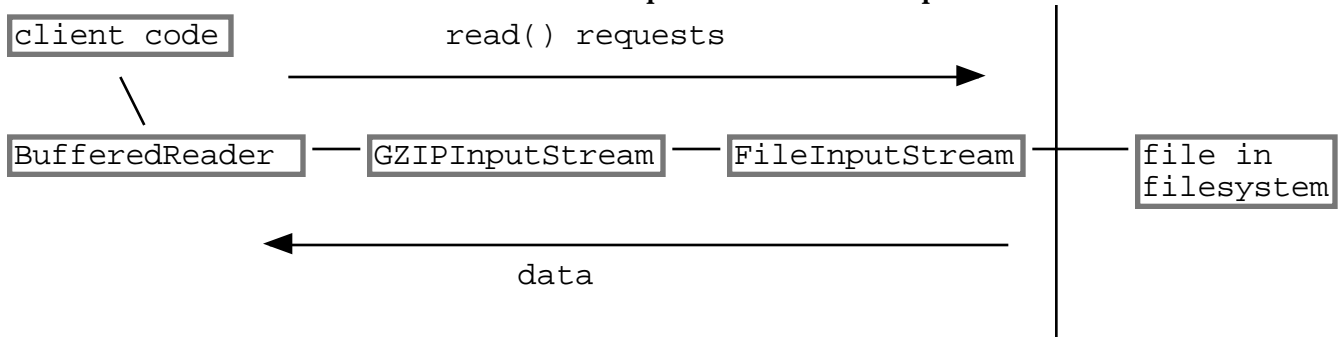 client code
read() requests
BufferedReader
GZIPInputStream
FileInputStream
file in
filesystem
data